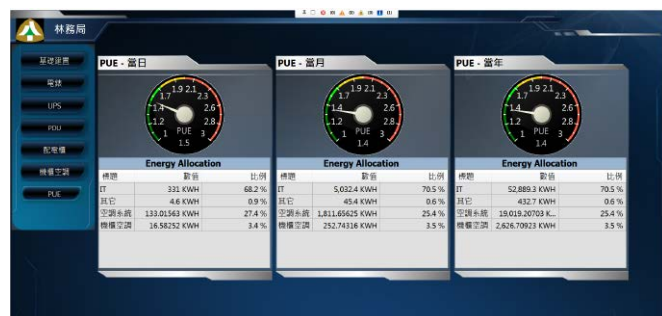 林務局
基礎建置
電錶
UPS
PDU
配電櫃
機櫃空調
PUE
PUE - 當日
1 1.2 1.4 1.7 1.9 2.1 2.3 2.6 2.8 3
PUE
1.5
Energy Allocation
標題 數值 比例
IT 331 KWH 68.2 %
其它 4.6 KWH 0.9 %
空調系統 133.01563 KWH 27.4 %
機櫃空調 16.58252 KWH 3.4 %
PUE - 當月
1 1.2 1.4 1.7 1.9 2.1 2.3 2.6 2.8 3
PUE
1.4
Energy Allocation
標題 數值 比例
IT 5,032.4 KWH 70.5 %
其它 45.4 KWH 0.6 %
空調系統 1,811.65625 KWH 25.4 %
機櫃空調 252.74316 KWH 3.5 %
PUE - 當年
1 1.2 1.4 1.7 1.9 2.1 2.3 2.6 2.8 3
PUE
1.4
Energy Allocation
標題 數值 比例
IT 52,889.3 KWH 70.5 %
其它 432.7 KWH 0.6 %
空調系統 19,019.20703 K... 25.4 %
機櫃空調 2,626.70923 KWH 3.5 %